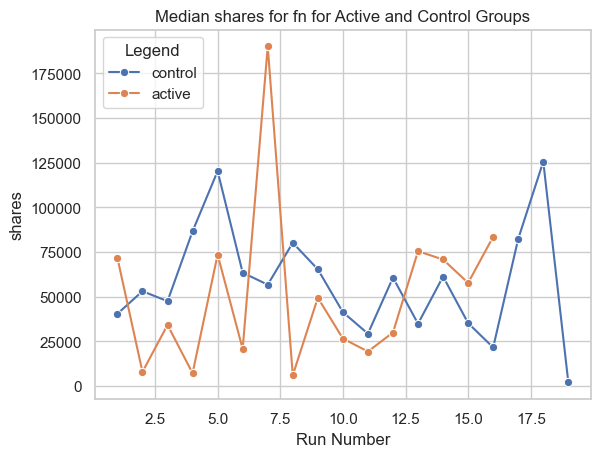 Median shares for fn for Active and Control Groups
Legend
control
active
175000
150000
125000
100000
75000
50000
25000
0
shares
2.5 5.0 7.5 10.0 12.5 15.0 17.5
Run Number